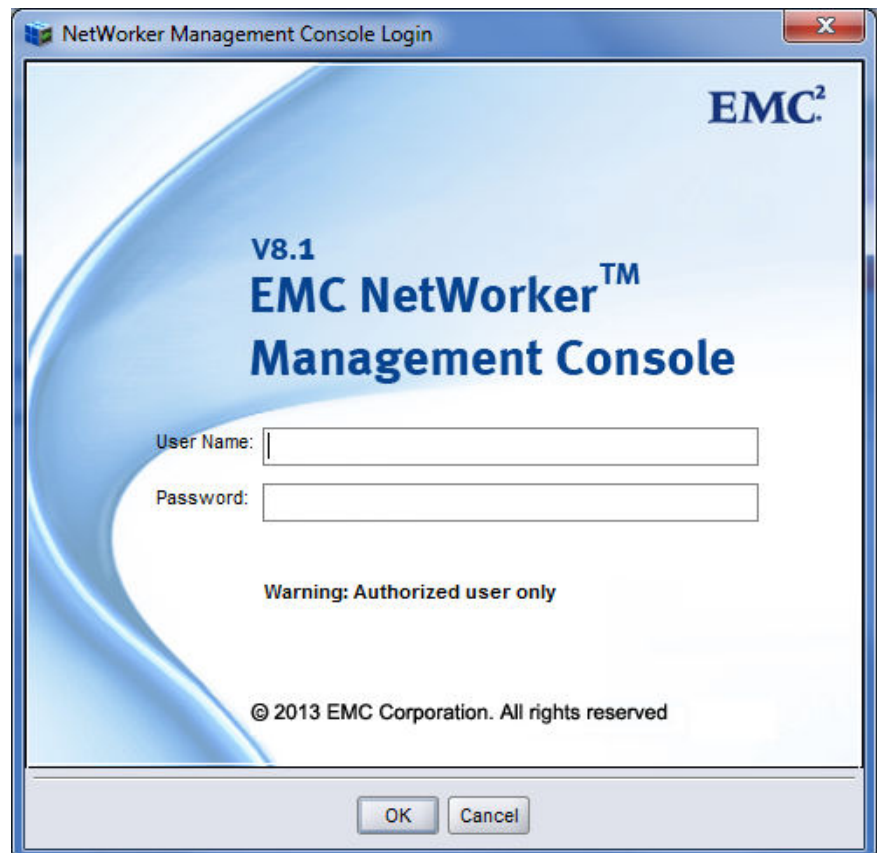 NetWorker Management Console Login
EMC²
V8.1
EMC NetWorker™
Management Console
User Name:
Password:
Warning: Authorized user only
© 2013 EMC Corporation. All rights reserved
OK
Cancel